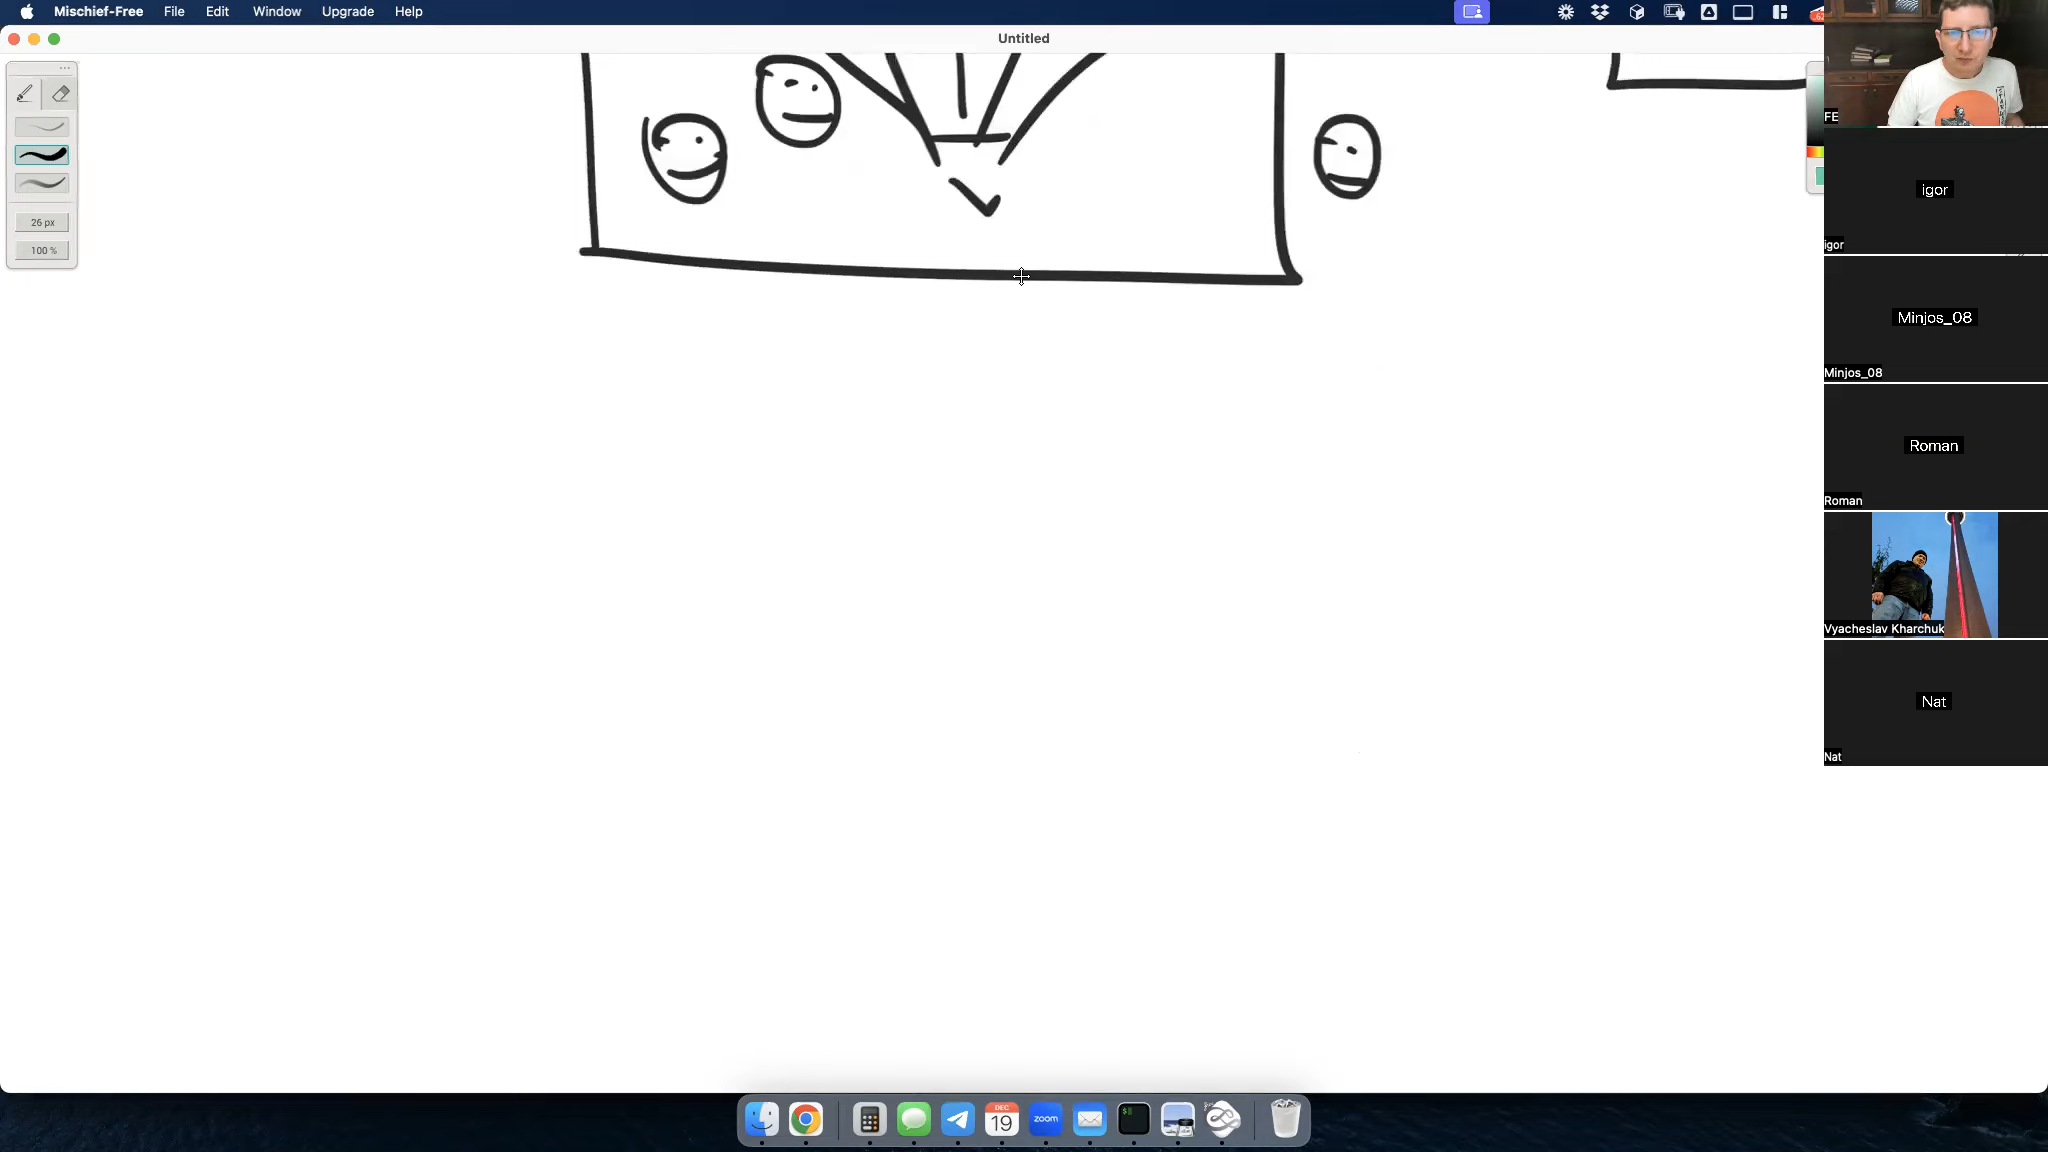 Mischief-Free File Edit Window Upgrade Help
Untitled
26 px
100 %
FE
igor
igor
Minjos_08
Minjos_08
Roman
Roman
Vyacheslav Kharchuk
Nat
Nat
DEC
19
zoom